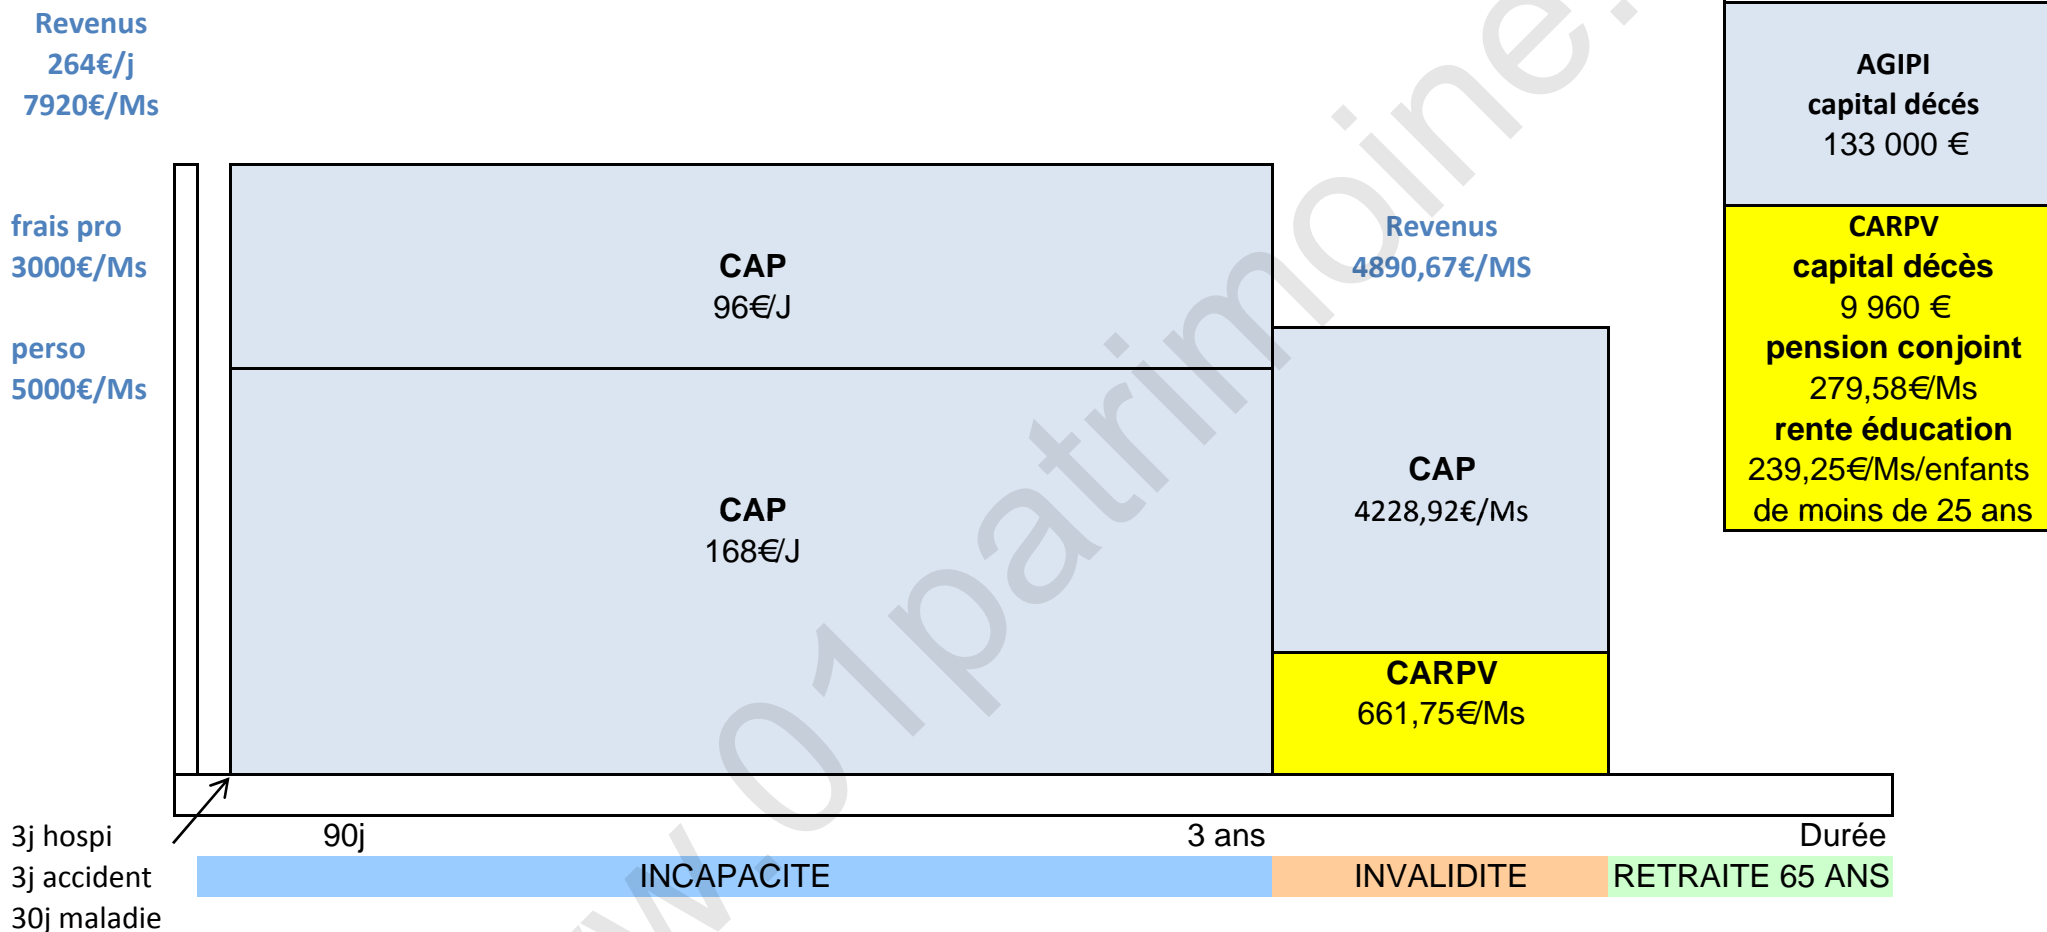 Revenus
264€/j
7920€/Ms
frais pro
3000€/Ms
perso
5000€/Ms
CAP
96€/J
CAP
168€/J
Revenus
4890,67€/MS
CAP
4228,92€/Ms
CARPV
661,75€/Ms
AGIPI
capital décés
133 000 €
CARPV
capital décès
9 960 €
pension conjoint
279,58€/Ms
rente éducation
239,25€/Ms/enfants
de moins de 25 ans
3j hospi
3j accident
30j maladie
90j
3 ans
Durée
INCAPACITE
INVALIDITE
RETRAITE 65 ANS
w.01patrimoine.